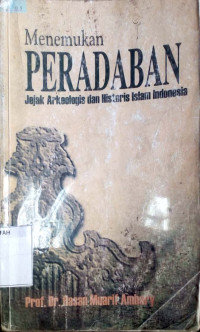 Menemukan
PERADABAN
Jejak Arkeologis dan Historis Islam Indonesia
Prof. Dr. Hasan Muarif Ambary